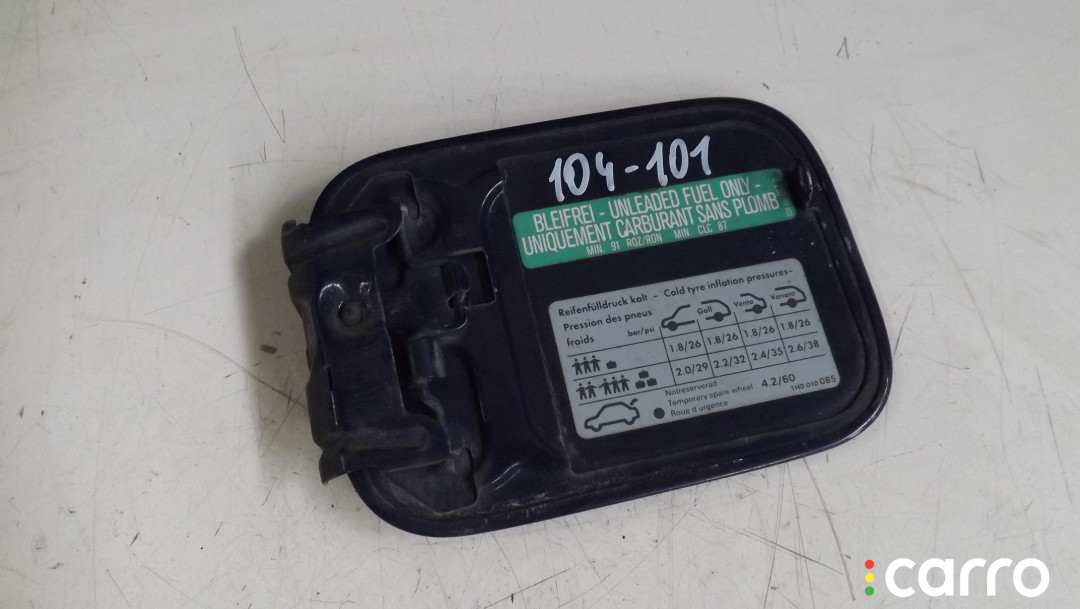 104-101
BLEIFREI - UNLEADED FUEL ONLY -
UNIQUEMENT CARBURANT SANS PLOMB
MIN. 91 ROZ/RON MIN. CLC 87
Reifenfülldruck kalt - Cold tyre inflation pressures-
Pression des pneus
froids
bar/psi
Golf
Vento
Variant
1.8/26 1.8/26 1.8/26 1.8/26
2.0/29 2.2/32 2.4/35 2.6/38
Notreserverad
Temporary spare wheel 4.2/60
Roue d'urgence
1H0 010 085
carro